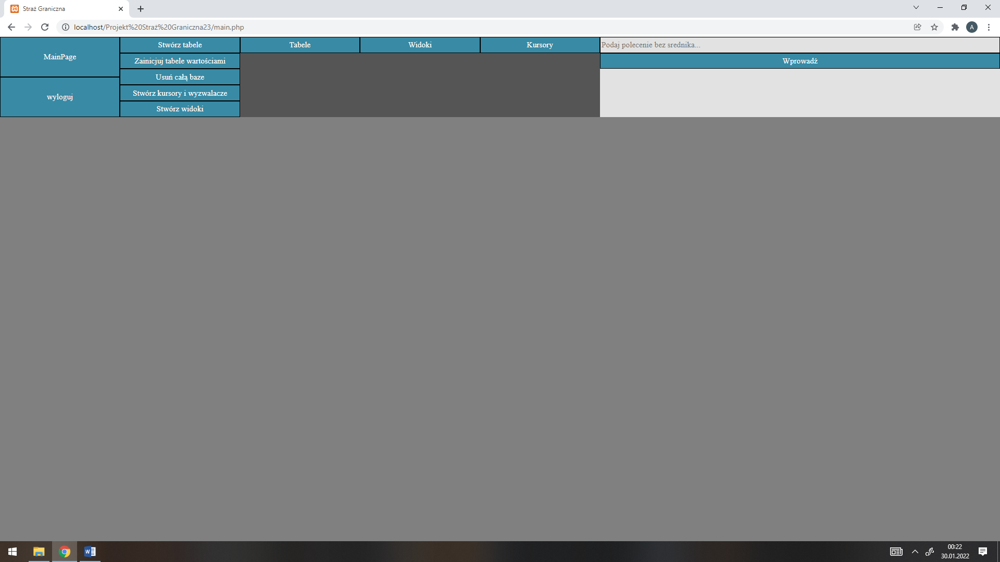 Straż Graniczna
localhost/Projekt%20Straż%20Graniczna23/main.php
A
MainPage
wyloguj
Stwórz tabele
Zainicjuj tabele wartościami
Usuń całą baze
Stwórz kursory i wyzwalacze
Stwórz widoki
Tabele
Widoki
Kursory
Podaj polecenie bez srednika...
Wprowadź
W
00:22
30.01.2022